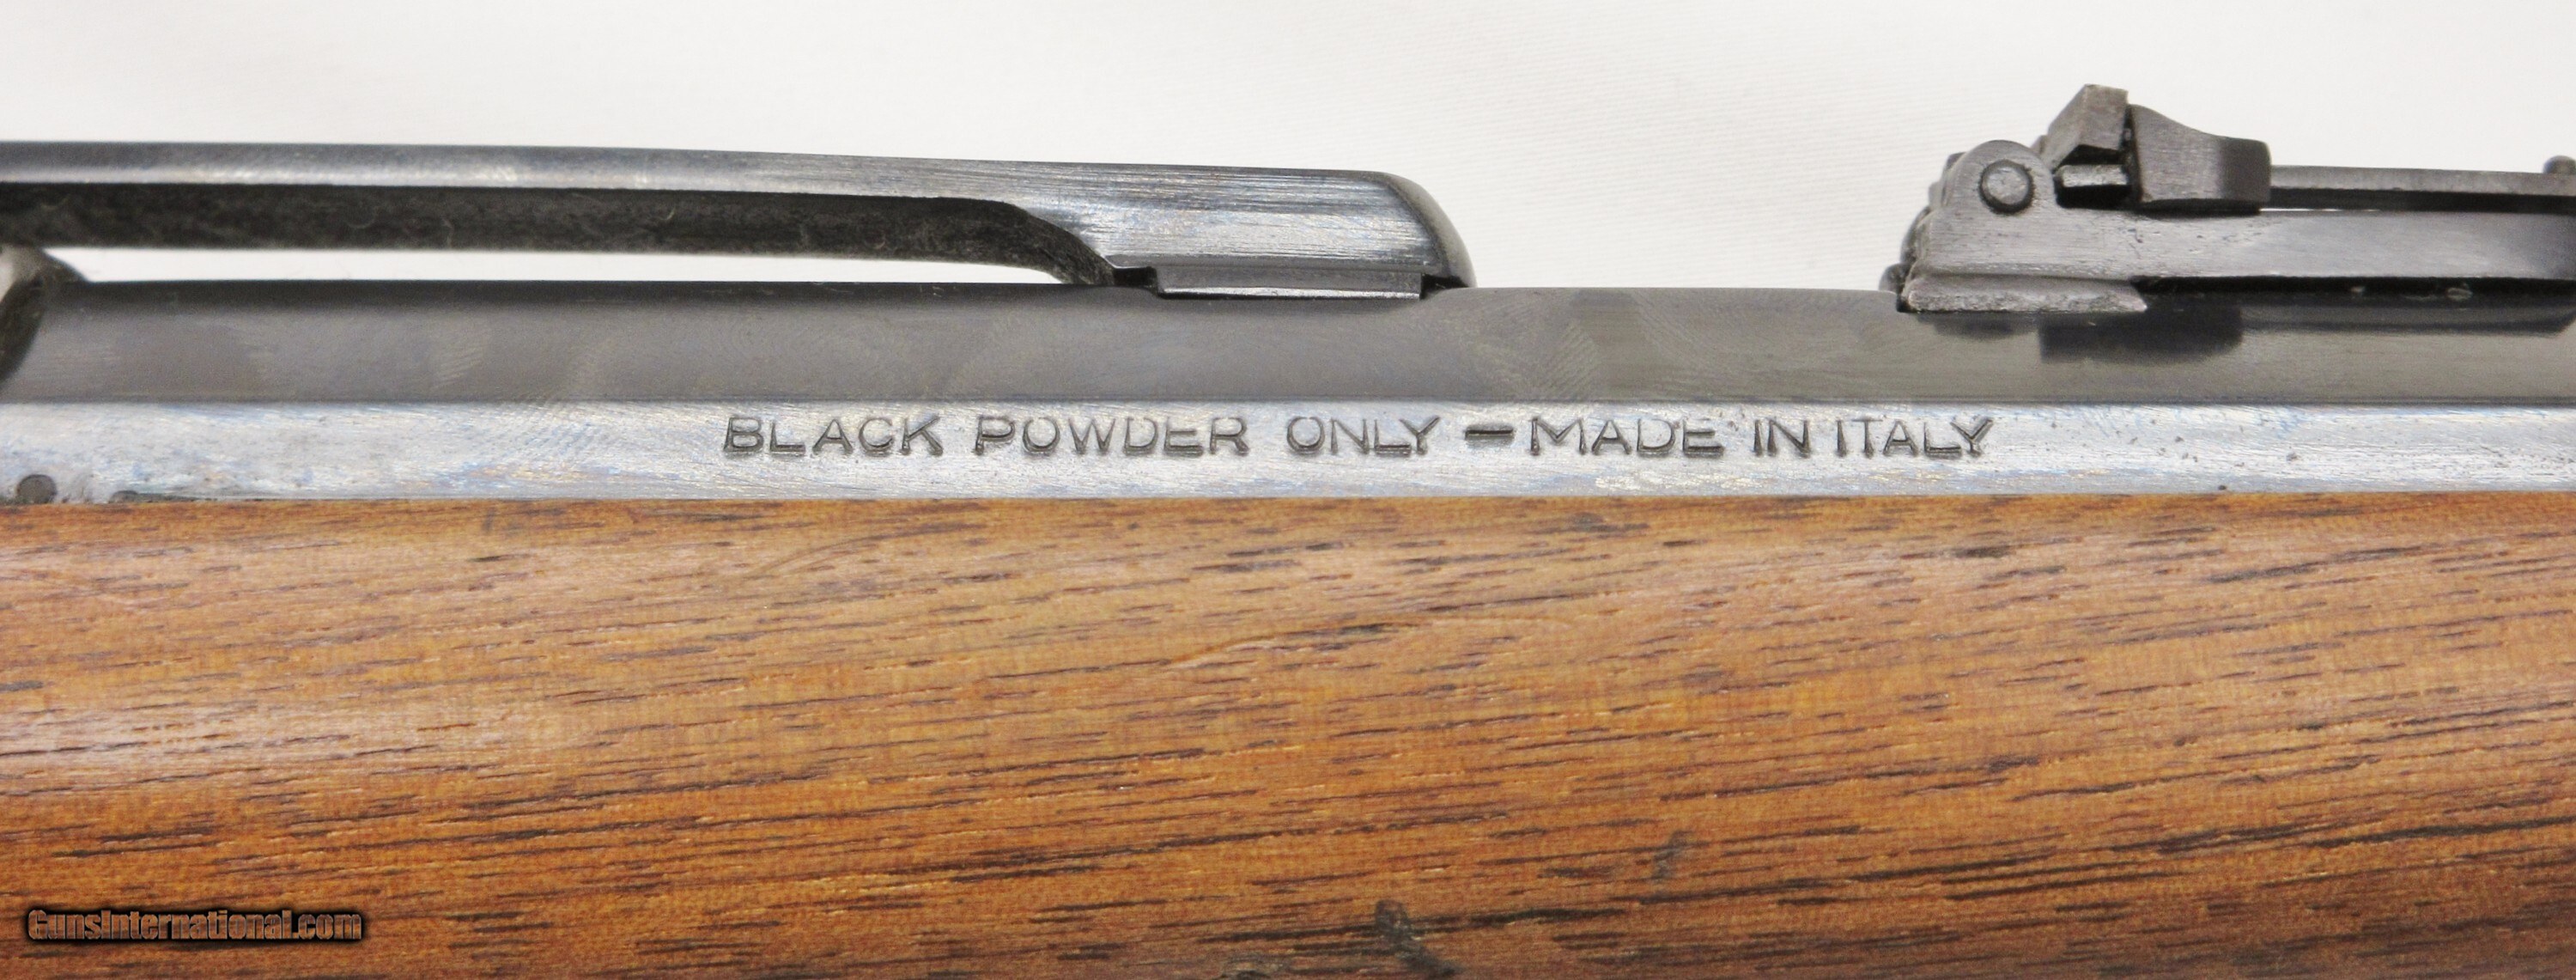 BLACK POWDER ONLY – MADE IN ITALY
GunsInternational.com